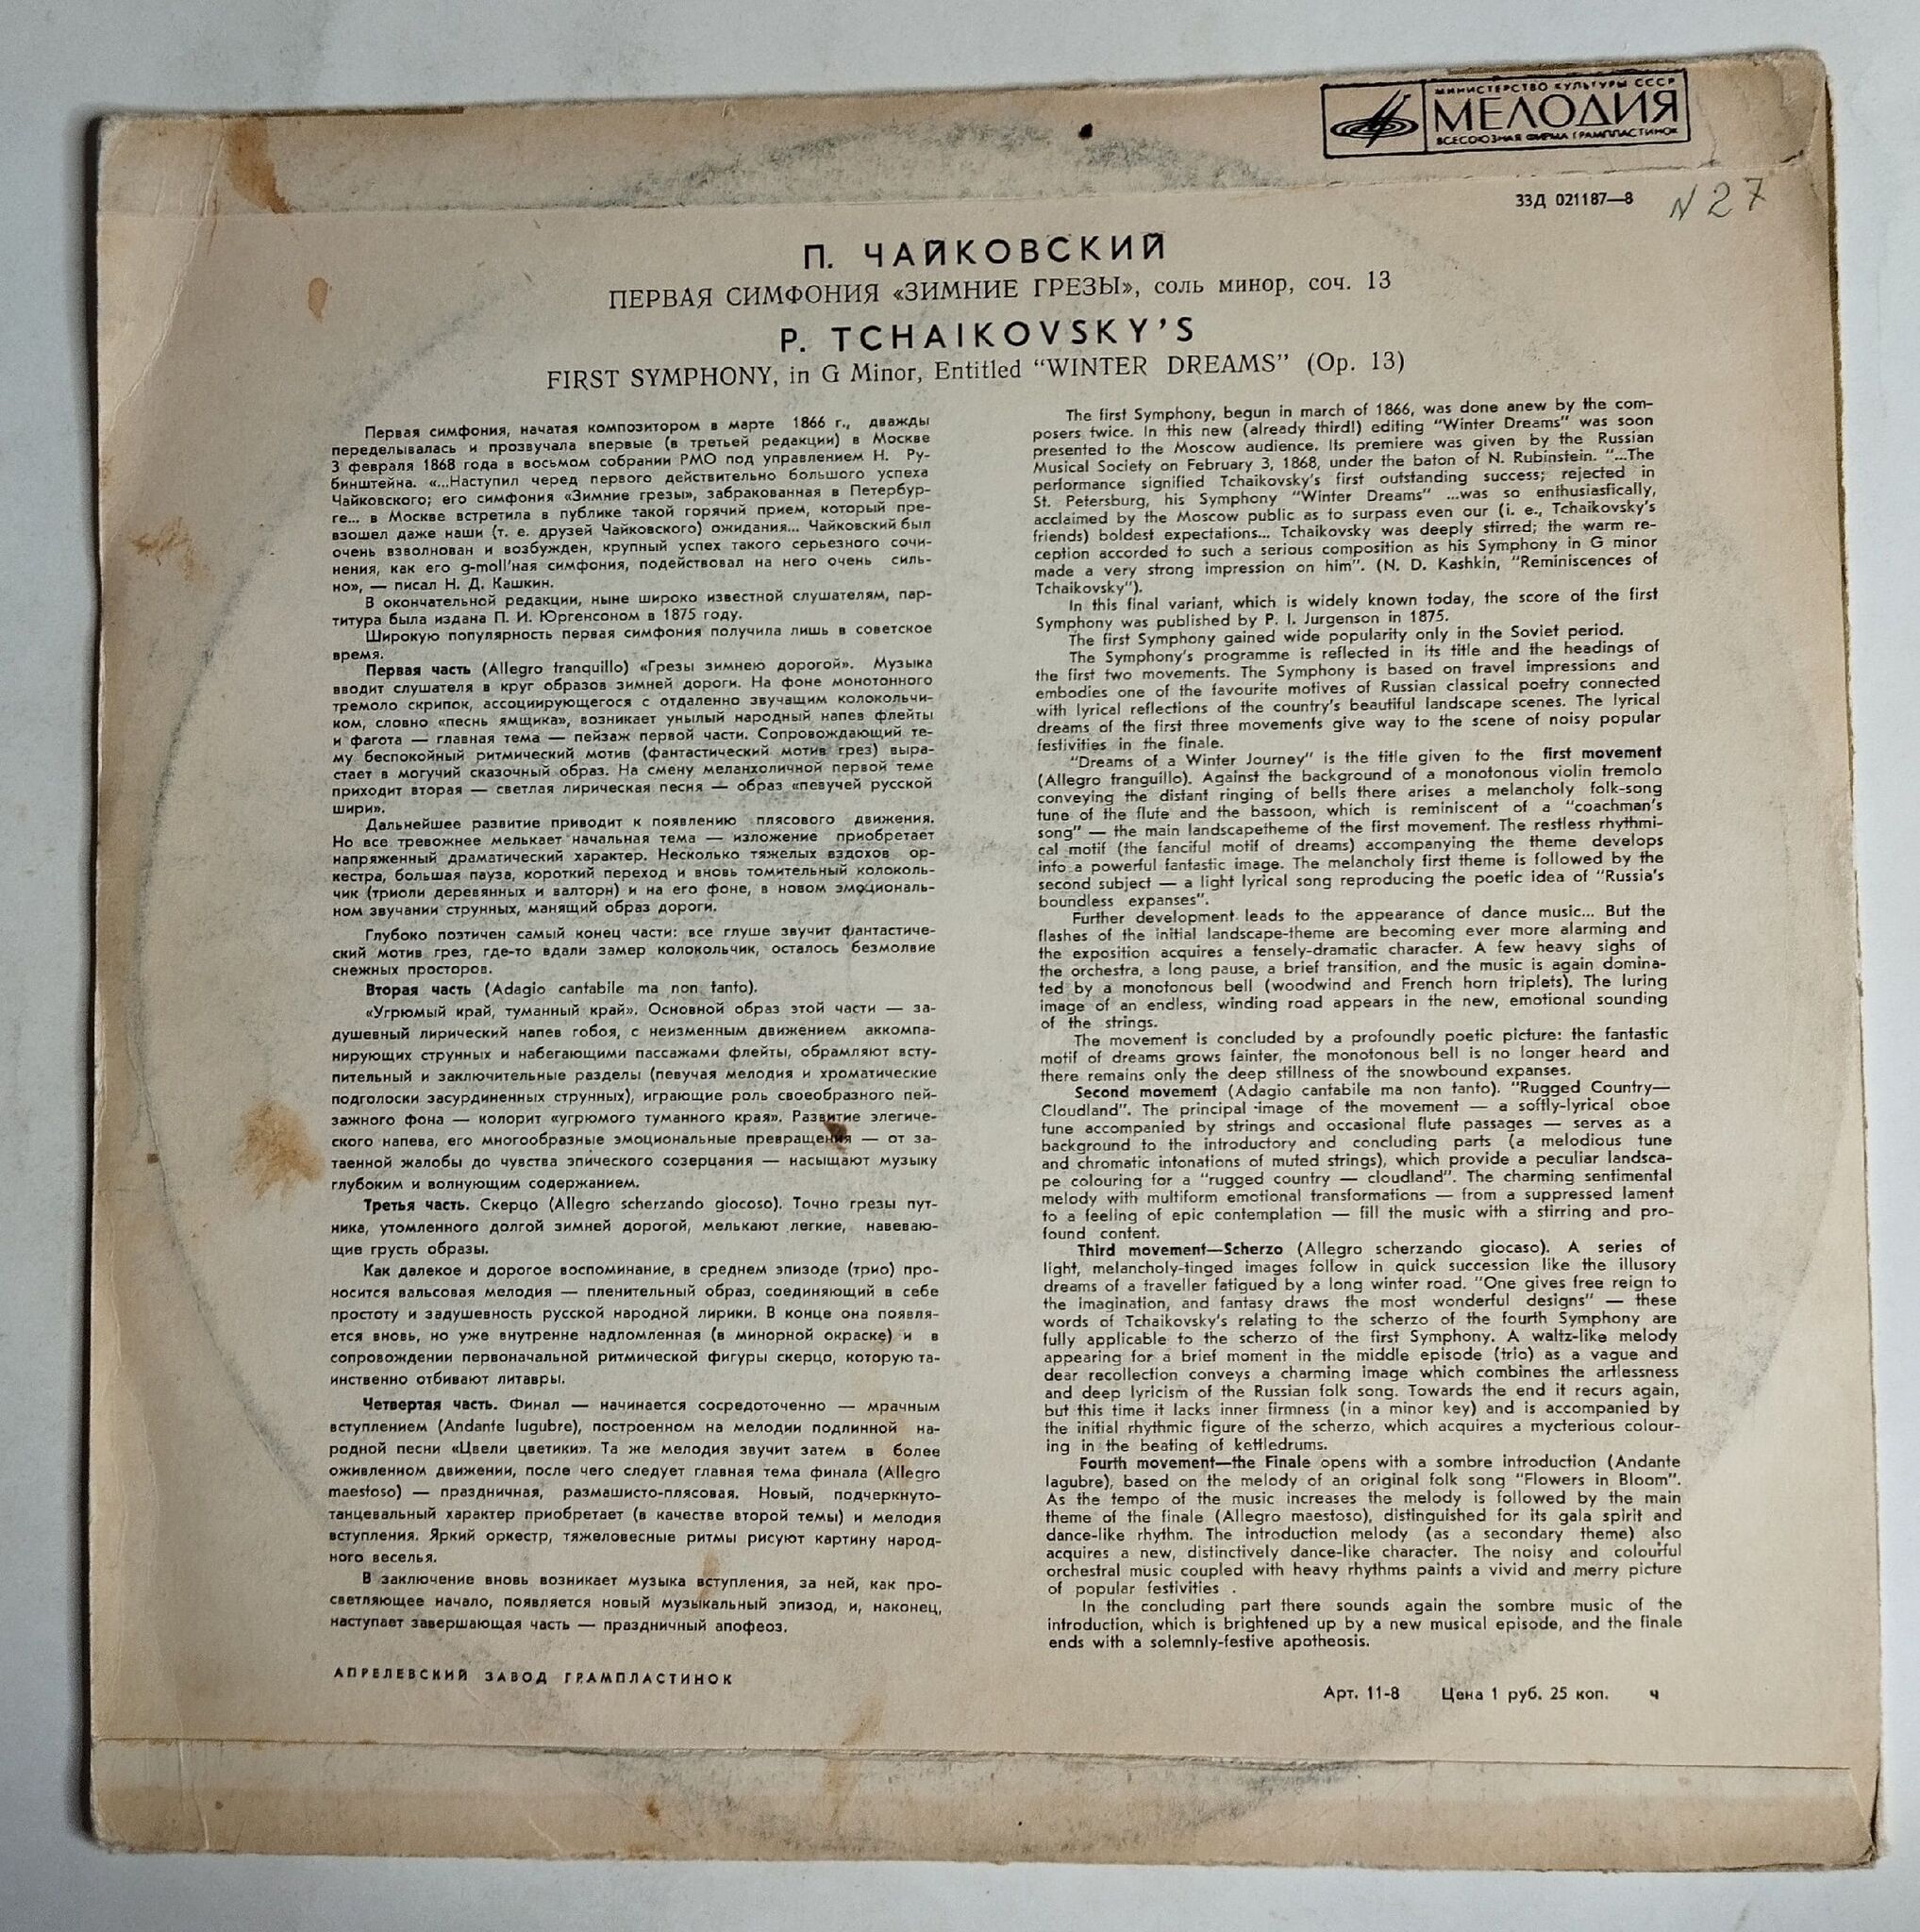 МИНИСТЕРСТВО КУЛЬТУРЫ СССР
МЕЛОДИЯ
ВСЕСОЮЗНАЯ ФИРМА ГРАМПЛАСТИНОК
33Д 021187—8
N 27
П. ЧАЙКОВСКИЙ
ПЕРВАЯ СИМФОНИЯ «ЗИМНИЕ ГРЕЗЫ», соль минор, соч. 13
P. TCHAIKOVSKY'S
FIRST SYMPHONY, in G Minor, Entitled “WINTER DREAMS” (Op. 13)
Первая симфония, начатая композитором в марте 1866 г., дважды
переделывалась и прозвучала впервые (в третьей редакции) в Москве
3 февраля 1868 года в восьмом собрании РМО под управлением Н. Ру-
бинштейна. «...Наступил черед первого действительно большого успеха
Чайковского; его симфония «Зимние грезы», забракованная в Петербур-
ге... в Москве встретила в публике такой горячий прием, который пре-
взошел даже наши (т. е. друзей Чайковского) ожидания... Чайковский был
очень взволнован и возбужден, крупный успех такого серьезного сочи-
нения, как его g-moll'ная симфония, подействовал на него очень силь-
но», — писал Н. Д. Кашкин.
В окончательной редакции, ныне широко известной слушателям, пар-
титура была издана П. И. Юргенсоном в 1875 году.
Широкую популярность первая симфония получила лишь в советское
время.
Первая часть (Allegro tranquillo) «Грезы зимнею дорогой». Музыка
вводит слушателя в круг образов зимней дороги. На фоне монотонного
тремоло скрипок, ассоциирующегося с отдаленно звучащим колокольчи-
ком, словно «песнь ямщика», возникает унылый народный напев флейты
и фагота — главная тема — пейзаж первой части. Сопровождающий те-
му беспокойный ритмический мотив (фантастический мотив грез) выра-
стает в могучий сказочный образ. На смену меланхоличной первой теме
приходит вторая — светлая лирическая песня — образ «певучей русской
шири».
Дальнейшее развитие приводит к появлению плясового движения.
Но все тревожнее мелькает начальная тема — изложение приобретает
напряженный драматический характер. Несколько тяжелых вздохов ор-
кестра, большая пауза, короткий переход и вновь томительный колоколь-
чик (триоли деревянных и валторн) и на его фоне, в новом эмоциональ-
ном звучании струнных, манящий образ дороги.
Глубоко поэтичен самый конец части: все глуше звучит фантастиче-
ский мотив грез, где-то вдали замер колокольчик, осталось безмолвие
снежных просторов.
Вторая часть (Adagio cantabile ma non tanto).
«Угрюмый край, туманный край». Основной образ этой части — за-
душевный лирический напев гобоя, с неизменным движением аккомпа-
нирующих струнных и набегающими пассажами флейты, обрамляют всту-
пительный и заключительные разделы (певучая мелодия и хроматические
подголоски засурдиненных струнных), играющие роль своеобразного пей-
зажного фона — колорит «угрюмого туманного края». Развитие элегиче-
ского напева, его многообразные эмоциональные превращения — от за-
таенной жалобы до чувства эпического созерцания — насыщают музыку
глубоким и волнующим содержанием.
Третья часть. Скерцо (Allegro scherzando giocoso). Точно грезы пут-
ника, утомленного долгой зимней дорогой, мелькают легкие, навеваю-
щие грусть образы.
Как далекое и дорогое воспоминание, в среднем эпизоде (трио) про-
носится вальсовая мелодия — пленительный образ, соединяющий в себе
простоту и задушевность русской народной лирики. В конце она появля-
ется вновь, но уже внутренне надломленная (в минорной окраске) и в
сопровождении первоначальной ритмической фигуры скерцо, которую та-
инственно отбивают литавры.
Четвертая часть. Финал — начинается сосредоточенно — мрачным
вступлением (Andante lugubre), построенном на мелодии подлинной на-
родной песни «Цвели цветики». Та же мелодия звучит затем в более
оживленном движении, после чего следует главная тема финала (Allegro
maestoso) — праздничная, размашисто-плясовая. Новый, подчеркнуто-
танцевальный характер приобретает (в качестве второй темы) и мелодия
вступления. Яркий оркестр, тяжеловесные ритмы рисуют картину народ-
ного веселья.
В заключение вновь возникает музыка вступления, за ней, как про-
светляющее начало, появляется новый музыкальный эпизод, и, наконец,
наступает завершающая часть — праздничный апофеоз.
АПРЕЛЕВСКИЙ ЗАВОД ГРАМПЛАСТИНОК
The first Symphony, begun in march of 1866, was done anew by the com-
posers twice. In this new (already third!) editing “Winter Dreams” was soon
presented to the Moscow audience. Its premiere was given by the Russian
Musical Society on February 3, 1868, under the baton of N. Rubinstein. “...The
performance signified Tchaikovsky's first outstanding success; rejected in
St. Petersburg, his Symphony “Winter Dreams” ...was so enthusiastically,
acclaimed by the Moscow public as to surpass even our (i. e., Tchaikovsky's
friends) boldest expectations... Tchaikovsky was deeply stirred; the warm re-
ception accorded to such a serious composition as his Symphony in G minor
made a very strong impression on him”. (N. D. Kashkin, “Reminiscences of
Tchaikovsky”).
In this final variant, which is widely known today, the score of the first
Symphony was published by P. I. Jurgenson in 1875.
The first Symphony gained wide popularity only in the Soviet period.
The Symphony's programme is reflected in its title and the headings of
the first two movements. The Symphony is based on travel impressions and
embodies one of the favourite motives of Russian classical poetry connected
with lyrical reflections of the country's beautiful landscape scenes. The lyrical
dreams of the first three movements give way to the scene of noisy popular
festivities in the finale.
“Dreams of a Winter Journey” is the title given to the first movement
(Allegro franguillo). Against the background of a monotonous violin tremolo
conveying the distant ringing of bells there arises a melancholy folk-song
tune of the flute and the bassoon, which is reminiscent of a “coachman's
song” — the main landscapetheme of the first movement. The restless rhythmi-
cal motif (the fanciful motif of dreams) accompanying the theme develops
into a powerful fantastic image. The melancholy first theme is followed by the
second subject — a light lyrical song reproducing the poetic idea of “Russia's
boundless expanses”.
Further development leads to the appearance of dance music... But the
flashes of the initial landscape-theme are becoming ever more alarming and
the exposition acquires a tensely-dramatic character. A few heavy sighs of
the orchestra, a long pause, a brief transition, and the music is again domina-
ted by a monotonous bell (woodwind and French horn triplets). The luring
image of an endless, winding road appears in the new, emotional sounding
of the strings.
The movement is concluded by a profoundly poetic picture: the fantastic
motif of dreams grows fainter, the monotonous bell is no longer heard and
there remains only the deep stillness of the snowbound expanses.
Second movement (Adagio cantabile ma non tanto). “Rugged Country—
Cloudland”. The principal image of the movement — a softly-lyrical oboe
tune accompanied by strings and occasional flute passages — serves as a
background to the introductory and concluding parts (a melodious tune
and chromatic intonations of muted strings), which provide a peculiar landsca-
pe colouring for a “rugged country — cloudland”. The charming sentimental
melody with multiform emotional transformations — from a suppressed lament
to a feeling of epic contemplation — fill the music with a stirring and pro-
found content.
Third movement—Scherzo (Allegro scherzando giocaso). A series of
light, melancholy-tinged images follow in quick succession like the illusory
dreams of a traveller fatigued by a long winter road. “One gives free reign to
the imagination, and fantasy draws the most wonderful designs” — these
words of Tchaikovsky's relating to the scherzo of the fourth Symphony are
fully applicable to the scherzo of the first Symphony. A waltz-like melody
appearing for a brief moment in the middle episode (trio) as a vague and
dear recollection conveys a charming image which combines the artlessness
and deep lyricism of the Russian folk song. Towards the end it recurs again,
but this time it lacks inner firmness (in a minor key) and is accompanied by
the initial rhythmic figure of the scherzo, which acquires a mycterious colour-
ing in the beating of kettledrums.
Fourth movement—the Finale opens with a sombre introduction (Andante
lagubre), based on the melody of an original folk song “Flowers in Bloom”.
As the tempo of the music increases the melody is followed by the main
theme of the finale (Allegro maestoso), distinguished for its gala spirit and
dance-like rhythm. The introduction melody (as a secondary theme) also
acquires a new, distinctively dance-like character. The noisy and colourful
orchestral music coupled with heavy rhythms paints a vivid and merry picture
of popular festivities .
In the concluding part there sounds again the sombre music of the
introduction, which is brightened up by a new musical episode, and the finale
ends with a solemnly-festive apotheosis.
Арт. 11-8 Цена 1 руб. 25 коп. ч